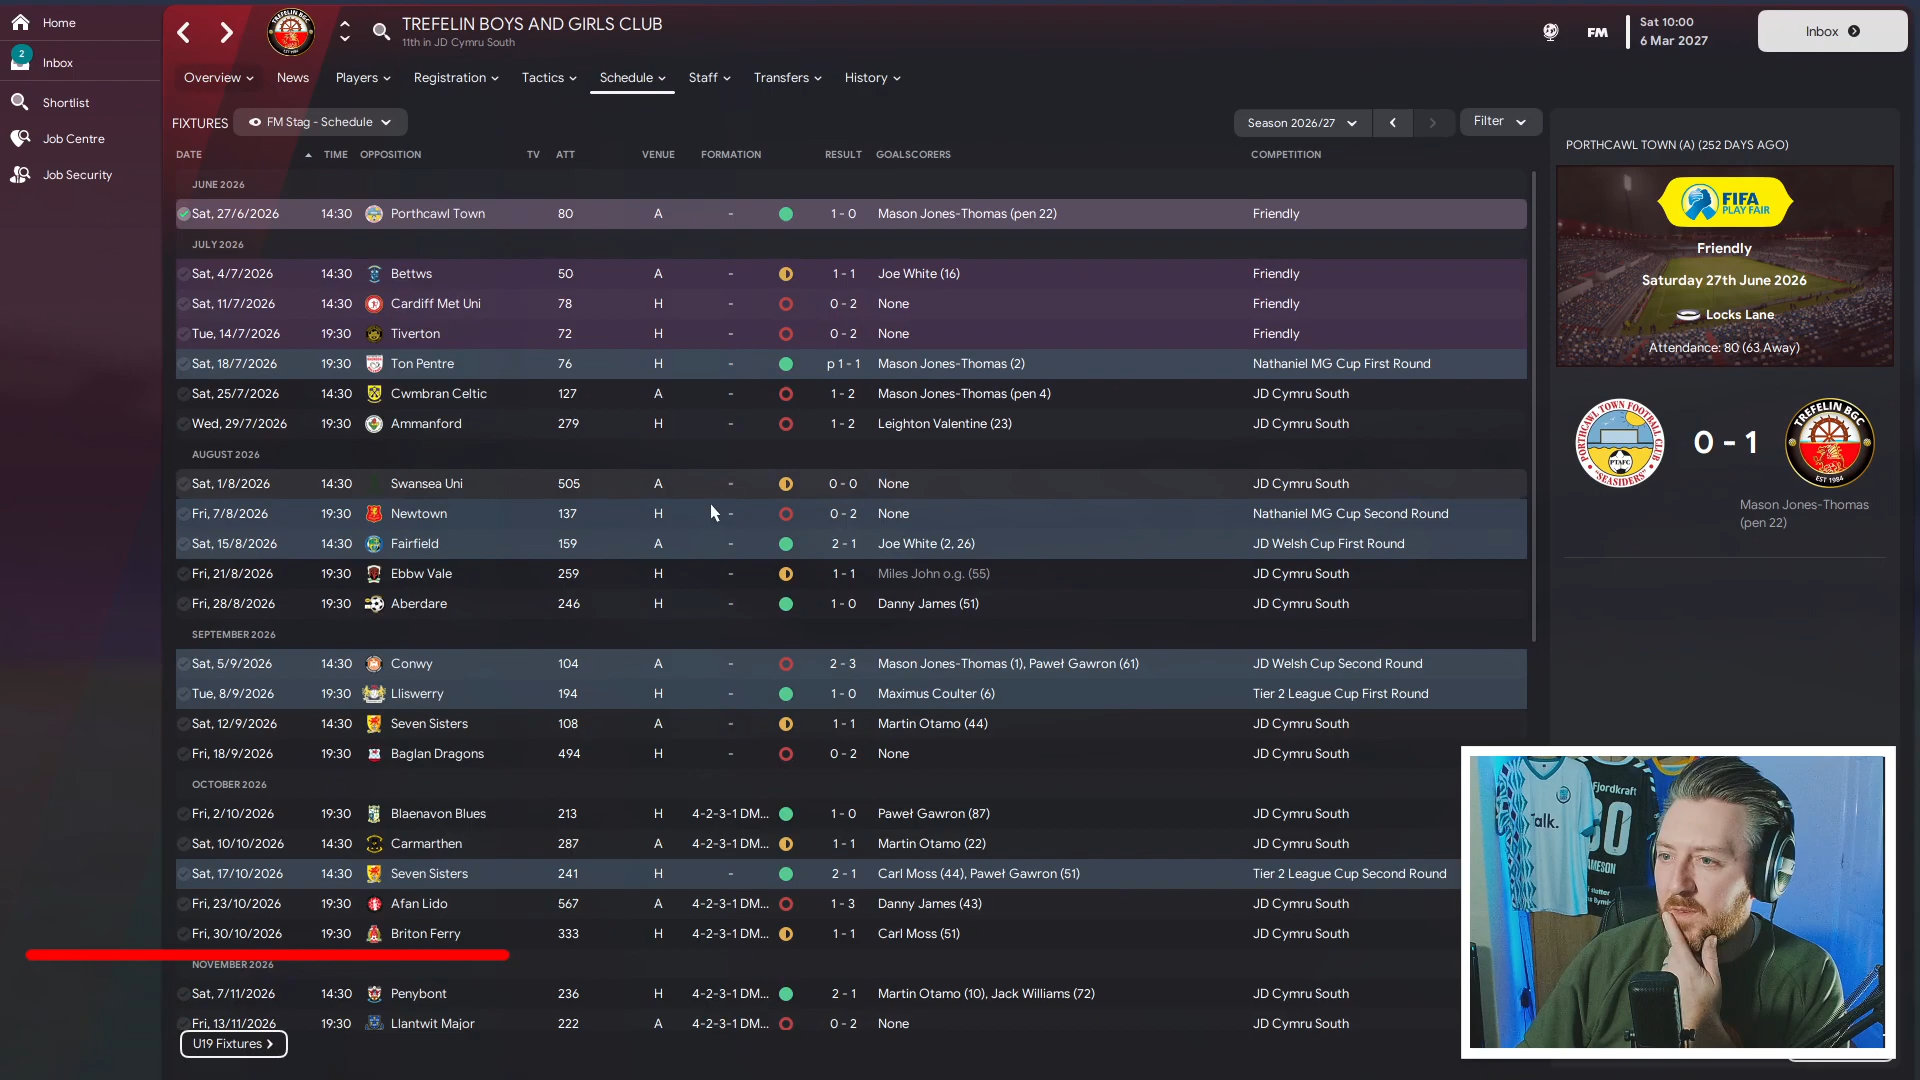 Home
2
Inbox
Shortlist
Job Centre
Job Security
TREFELIN BGC
EST 1984
TREFELIN BOYS AND GIRLS CLUB
11th in JD Cymru South
FM
Sat 10:00
6 Mar 2027
Inbox
Overview News Players Registration Tactics Schedule Staff Transfers History
FIXTURES FM Stag - Schedule Season 2026/27 Filter
DATE TIME OPPOSITION TV ATT VENUE FORMATION RESULT GOALSCORERS COMPETITION
JUNE 2026
Sat, 27/6/2026 14:30 Porthcawl Town 80 A - 1 - 0 Mason Jones-Thomas (pen 22) Friendly
JULY 2026
Sat, 4/7/2026 14:30 Bettws 50 A - 1 - 1 Joe White (16) Friendly
Sat, 11/7/2026 14:30 Cardiff Met Uni 78 H - 0 - 2 None Friendly
Tue, 14/7/2026 19:30 Tiverton 72 H - 0 - 2 None Friendly
Sat, 18/7/2026 19:30 Ton Pentre 76 H - p 1 - 1 Mason Jones-Thomas (2) Nathaniel MG Cup First Round
Sat, 25/7/2026 14:30 Cwmbran Celtic 127 A - 1 - 2 Mason Jones-Thomas (pen 4) JD Cymru South
Wed, 29/7/2026 19:30 Ammanford 279 H - 1 - 2 Leighton Valentine (23) JD Cymru South
AUGUST 2026
Sat, 1/8/2026 14:30 Swansea Uni 505 A - 0 - 0 None JD Cymru South
Fri, 7/8/2026 19:30 Newtown 137 H - 0 - 2 None Nathaniel MG Cup Second Round
Sat, 15/8/2026 14:30 Fairfield 159 A - 2 - 1 Joe White (2, 26) JD Welsh Cup First Round
Fri, 21/8/2026 19:30 Ebbw Vale 259 H - 1 - 1 Miles John o.g. (55) JD Cymru South
Fri, 28/8/2026 19:30 Aberdare 246 H - 1 - 0 Danny James (51) JD Cymru South
SEPTEMBER 2026
Sat, 5/9/2026 14:30 Conwy 104 A - 2 - 3 Mason Jones-Thomas (1), Paweł Gawron (61) JD Welsh Cup Second Round
Tue, 8/9/2026 19:30 Lliswerry 194 H - 1 - 0 Maximus Coulter (6) Tier 2 League Cup First Round
Sat, 12/9/2026 14:30 Seven Sisters 108 A - 1 - 1 Martin Otamo (44) JD Cymru South
Fri, 18/9/2026 19:30 Baglan Dragons 494 H - 0 - 2 None JD Cymru South
OCTOBER 2026
Fri, 2/10/2026 19:30 Blaenavon Blues 213 H 4-2-3-1 DM... 1 - 0 Paweł Gawron (87) JD Cymru South
Sat, 10/10/2026 14:30 Carmarthen 287 A 4-2-3-1 DM... 1 - 1 Martin Otamo (22) JD Cymru South
Sat, 17/10/2026 14:30 Seven Sisters 241 H - 2 - 1 Carl Moss (44), Paweł Gawron (51) Tier 2 League Cup Second Round
Fri, 23/10/2026 19:30 Afan Lido 567 A 4-2-3-1 DM... 1 - 3 Danny James (43) JD Cymru South
Fri, 30/10/2026 19:30 Briton Ferry 333 H 4-2-3-1 DM... 1 - 1 Carl Moss (51) JD Cymru South
NOVEMBER 2026
Sat, 7/11/2026 14:30 Penybont 236 H 4-2-3-1 DM... 2 - 1 Martin Otamo (10), Jack Williams (72) JD Cymru South
Fri, 13/11/2026 19:30 Llantwit Major 222 A 4-2-3-1 DM... 0 - 2 None JD Cymru South
U19 Fixtures
PORTHCAWL TOWN (A) (252 DAYS AGO)
FIFA
PLAY FAIR
Friendly
Saturday 27th June 2026
Locks Lane
Attendance: 80 (63 Away)
PORTHCAWL TOWN FOOTBALL CLUB
PTAFC
"SEASIDERS"
0 - 1
TREFELIN BGC
EST 1984
Mason Jones-Thomas
(pen 22)
Talk.
Fjordkraft
80
JAMESON